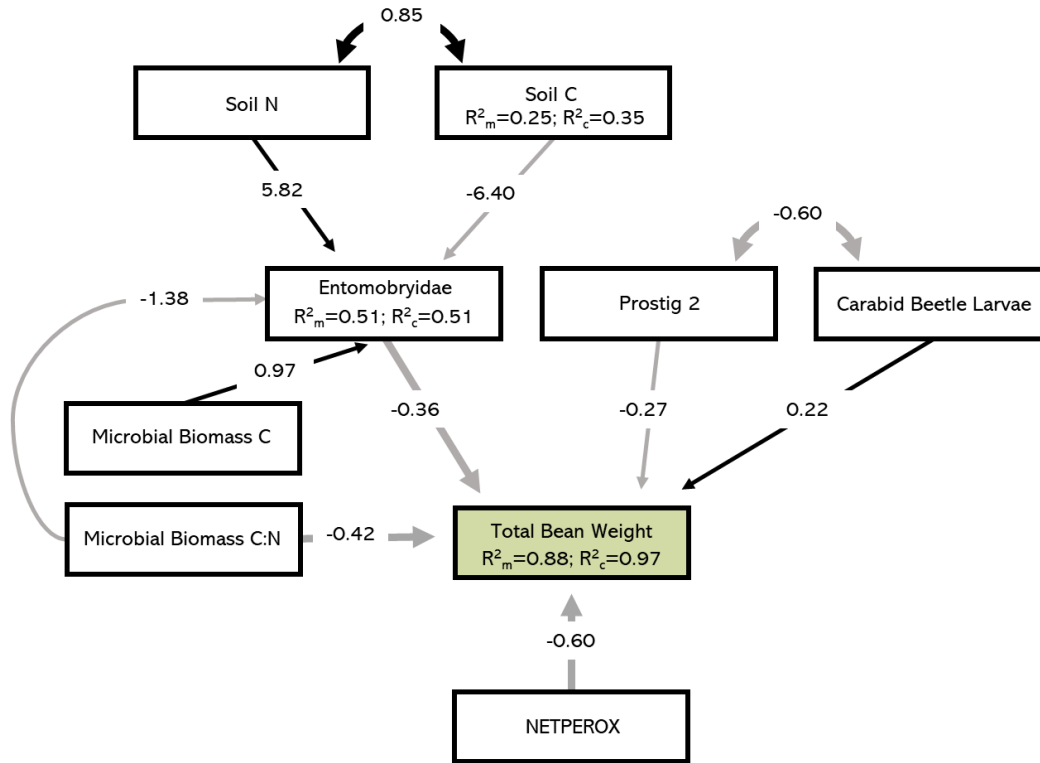 0.85
Soil N
Soil C
R²ₘ=0.25; R²c=0.35
5.82
-6.40
-0.60
-1.38
Entomobryidae
R²ₘ=0.51; R²c=0.51
Prostig 2
Carabid Beetle Larvae
0.97
-0.36
-0.27
0.22
Microbial Biomass C
Microbial Biomass C:N
-0.42
Total Bean Weight
R²ₘ=0.88; R²c=0.97
-0.60
NETPEROX